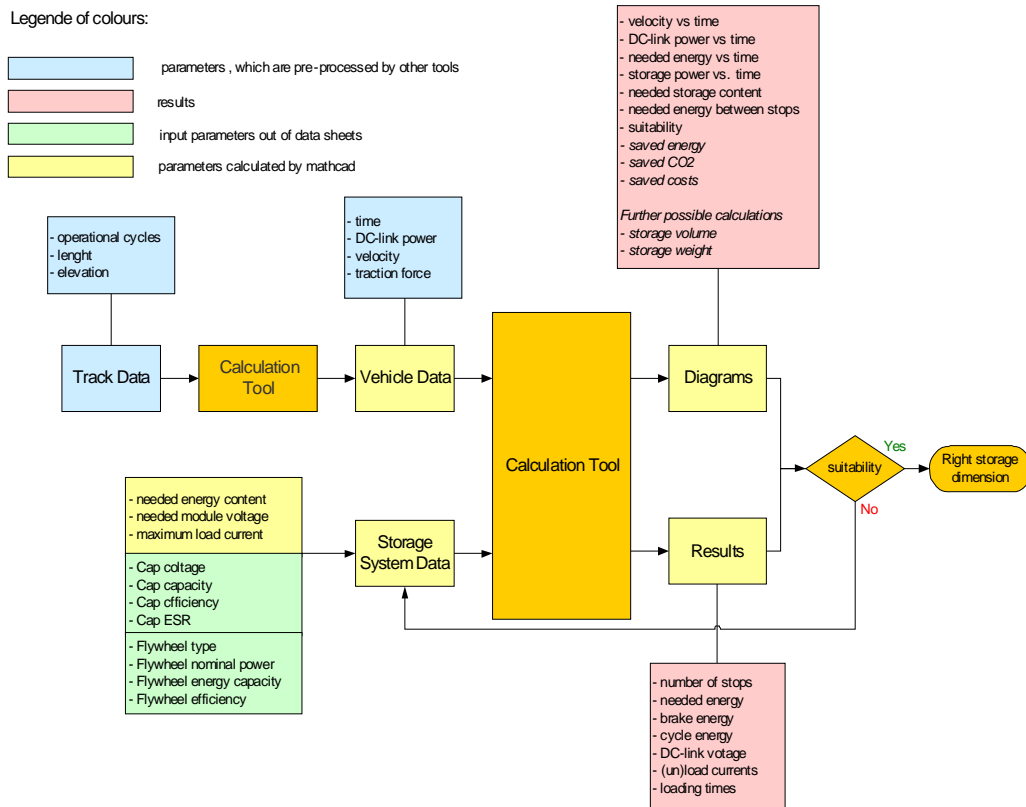 Legende of colours:
parameters , which are pre-processed by other tools
results
input parameters out of data sheets
parameters calculated by mathcad
- velocity vs time
- DC-link power vs time
- needed energy vs time
- storage power vs. time
- needed storage content
- needed energy between stops
- suitability
- saved energy
- saved CO2
- saved costs
Further possible calculations
- storage volume
- storage weight
- operational cycles
- lenght
- elevation
- time
- DC-link power
- velocity
- traction force
Track Data
Calculation
Tool
Vehicle Data
Calculation Tool
Diagrams
suitability
Yes
No
Right storage
dimension
- needed energy content
- needed module voltage
- maximum load current
- Cap coltage
- Cap capacity
- Cap cfficiency
- Cap ESR
- Flywheel type
- Flywheel nominal power
- Flywheel energy capacity
- Flywheel efficiency
Storage
System Data
Results
- number of stops
- needed energy
- brake energy
- cycle energy
- DC-link votage
- (un)load currents
- loading times